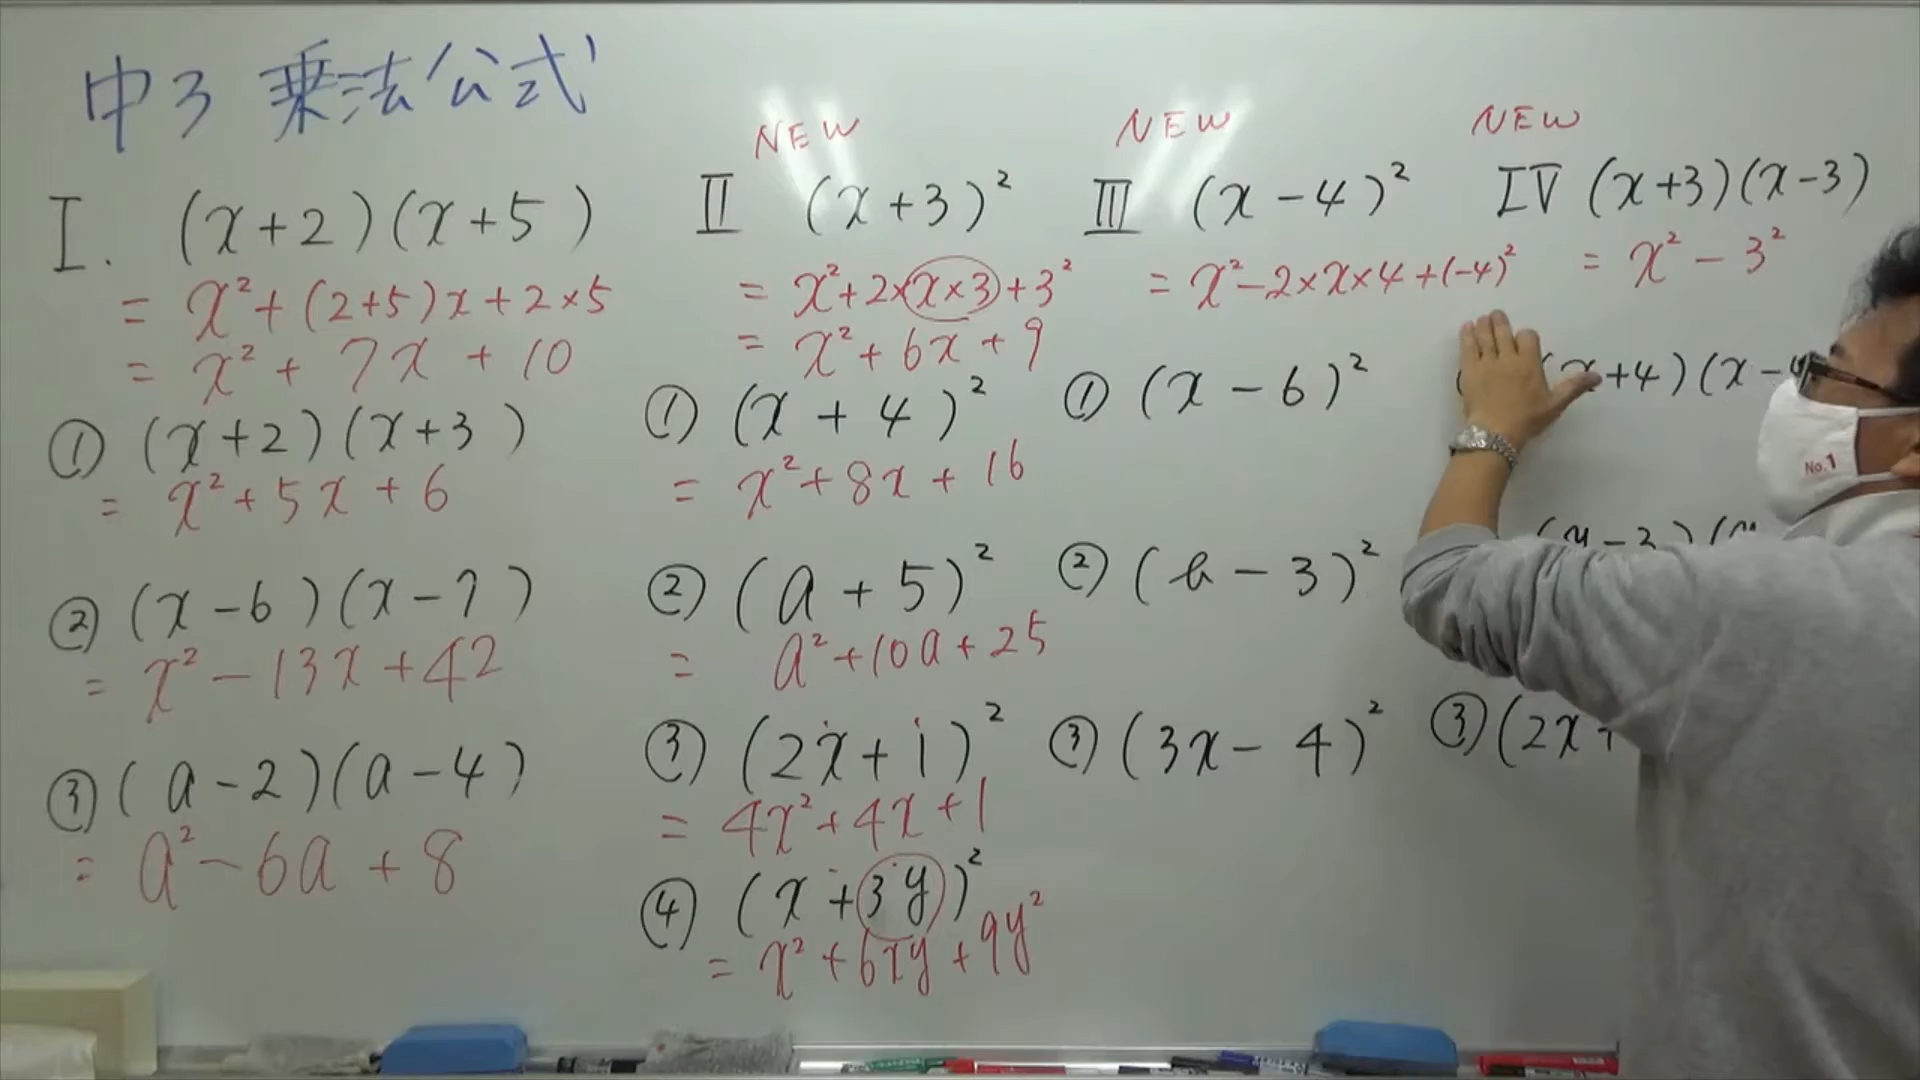 中3 乗法公式
I. (x+2)(x+5)
= x²+(2+5)x+2×5
= x²+ 7x + 10
① (x+2)(x+3)
= x²+5x+6
② (x-6)(x-7)
= x²-13x+42
③ (a-2)(a-4)
= a²-6a+8
NEW
II (x+3)²
= x²+2×(x×3)+3²
= x²+6x+9
① (x+4)²
= x²+8x+16
② (a+5)²
= a²+10a+25
③ (2x+1)²
= 4x²+4x+1
④ (x+3y)²
= x²+6xy+9y²
NEW
III (x-4)²
= x²-2×x×4+(-4)²
① (x-6)²
② (a-3)²
③ (3x-4)²
NEW
IV (x+3)(x-3)
= x²-3²
x+4)(x-4
③ (2x+
No.1